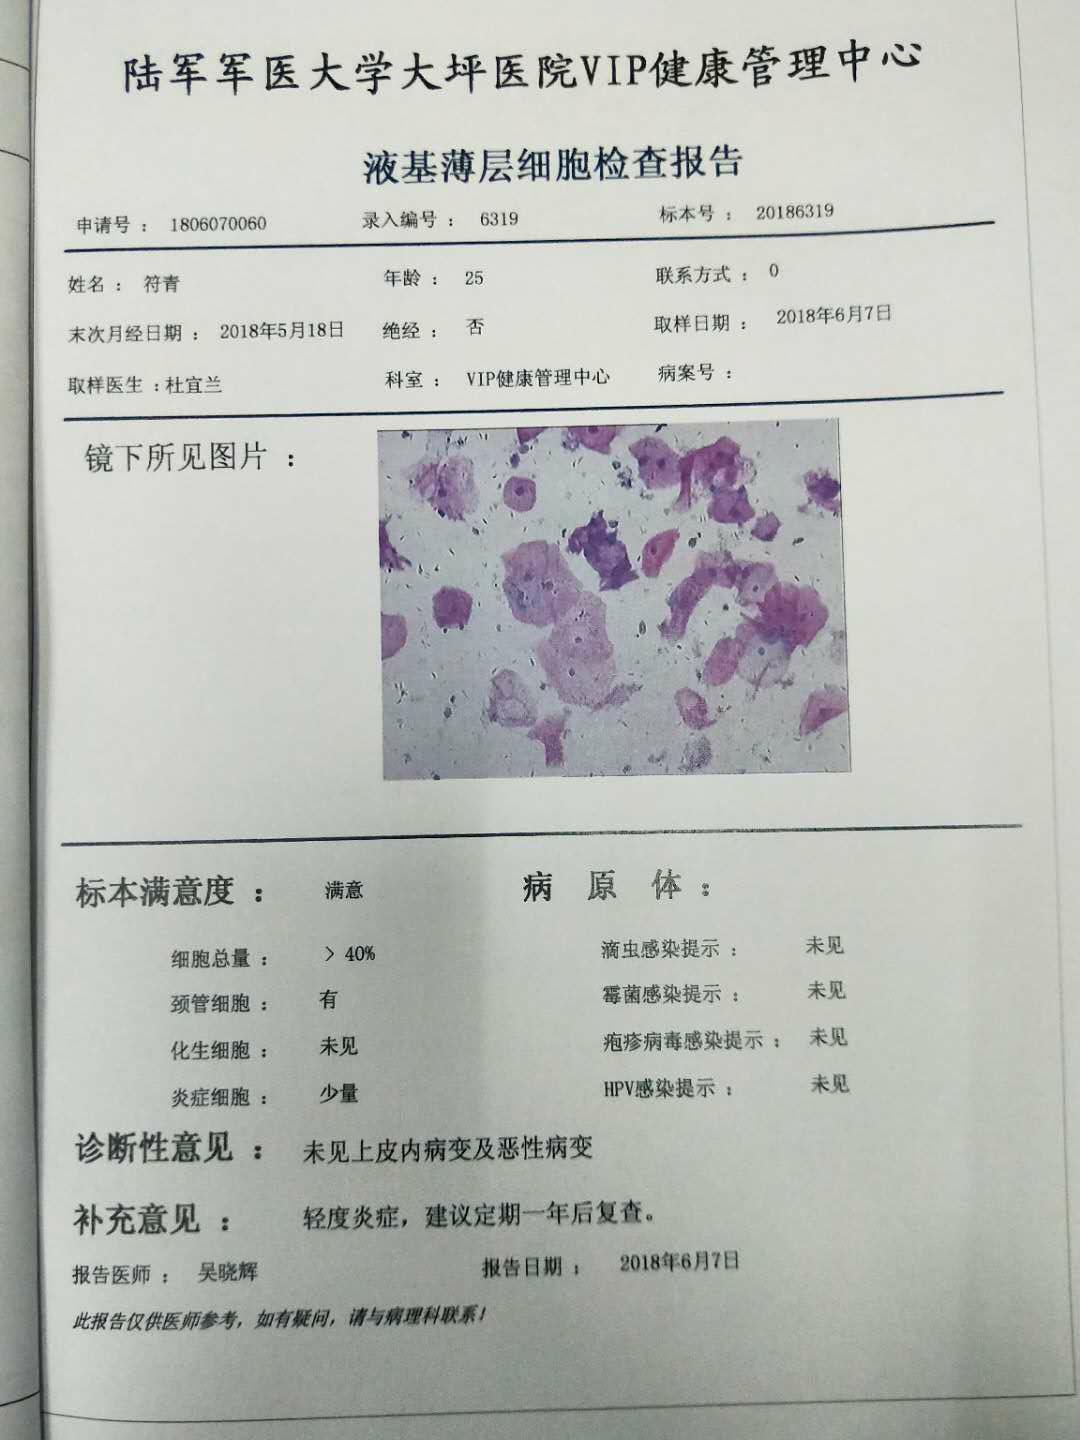 陆军军医大学大坪医院VIP健康管理中心
液基薄层细胞检查报告
申请号： 1806070060 录入编号： 6319 标本号： 20186319
姓名： 符青 年龄： 25 联系方式： 0
末次月经日期： 2018年5月18日 绝经： 否 取样日期： 2018年6月7日
取样医生：杜宜兰 科室： VIP健康管理中心 病案号：
镜下所见图片：
标本满意度： 满意 病原体：
细胞总量： > 40% 滴虫感染提示： 未见
颈管细胞： 有 霉菌感染提示： 未见
化生细胞： 未见 疱疹病毒感染提示： 未见
炎症细胞： 少量 HPV感染提示： 未见
诊断性意见： 未见上皮内病变及恶性病变
补充意见： 轻度炎症，建议定期一年后复查。
报告医师： 吴晓辉 报告日期： 2018年6月7日
此报告仅供医师参考，如有疑问，请与病理科联系！